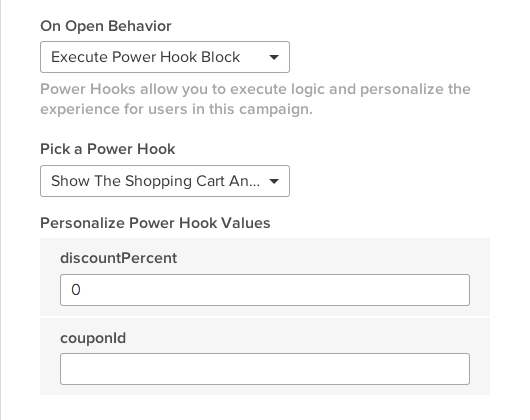 On Open Behavior
Execute Power Hook Block
Power Hooks allow you to execute logic and personalize the
experience for users in this campaign.
Pick a Power Hook
Show The Shopping Cart An...
Personalize Power Hook Values
discountPercent
0
couponId